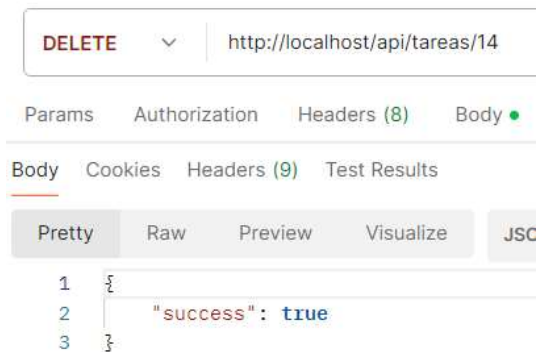 DELETE http://localhost/api/tareas/14
Params Authorization Headers (8) Body
Body Cookies Headers (9) Test Results
Pretty Raw Preview Visualize JSO
1 {
2 "success": true
3 }